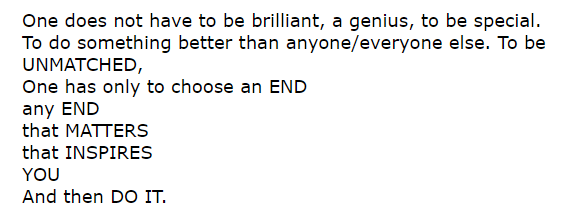 One does not have to be brilliant, a genius, to be special.
To do something better than anyone/everyone else. To be
UNMATCHED,
One has only to choose an END
any END
that MATTERS
that INSPIRES
YOU
And then DO IT.